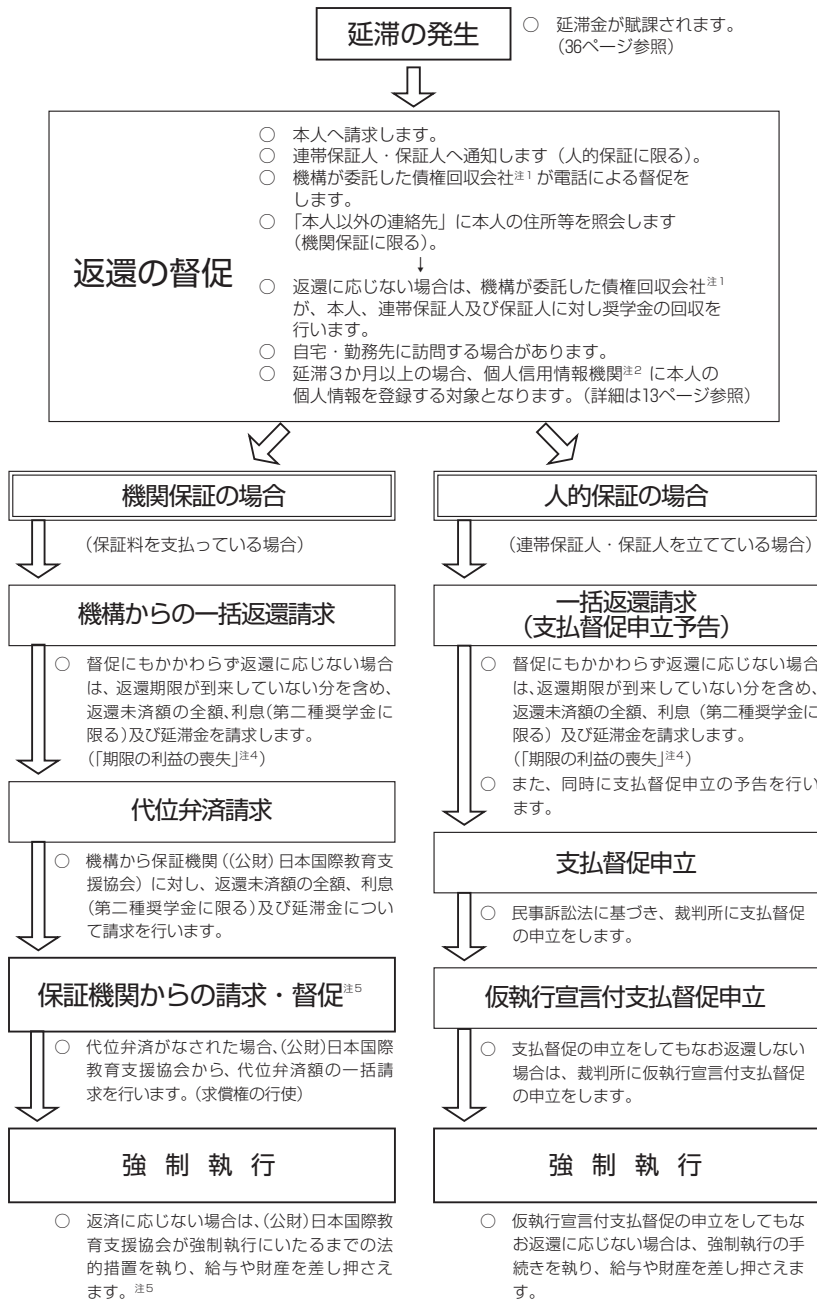 延滞の発生
○ 延滞金が賦課されます。
(36ページ参照)
返還の督促
○ 本人へ請求します。
○ 連帯保証人・保証人へ通知します（人的保証に限る）。
○ 機構が委託した債権回収会社注1が電話による督促を
します。
○ 「本人以外の連絡先」に本人の住所等を照会します
(機関保証に限る)。
↓
○ 返還に応じない場合は、機構が委託した債権回収会社注1
が、本人、連帯保証人及び保証人に対し奨学金の回収を
行います。
○ 自宅・勤務先に訪問する場合があります。
○ 延滞３か月以上の場合、個人信用情報機関注2 に本人の
個人情報を登録する対象となります。(詳細は13ページ参照)
機関保証の場合
(保証料を支払っている場合)
機構からの一括返還請求
○ 督促にもかかわらず返還に応じない場合
は、返還期限が到来していない分を含め、
返還未済額の全額、利息(第二種奨学金に
限る)及び延滞金を請求します。
(「期限の利益の喪失」注4)
代位弁済請求
○ 機構から保証機関((公財)日本国際教育支
援協会) に対し、返還未済額の全額、利息
(第二種奨学金に限る)及び延滞金につい
て請求を行います。
保証機関からの請求・督促注5
○ 代位弁済がなされた場合、(公財)日本国際
教育支援協会から、代位弁済額の一括請
求を行います。(求償権の行使)
強制執行
○ 返済に応じない場合は、(公財)日本国際教
育支援協会が強制執行にいたるまでの法
的措置を執り、給与や財産を差し押さえ
ます。注5
人的保証の場合
(連帯保証人・保証人を立てている場合)
一括返還請求
(支払督促申立予告)
○ 督促にもかかわらず返還に応じない場合
は、返還期限が到来していない分を含め、
返還未済額の全額、利息（第二種奨学金に
限る）及び延滞金を請求します。
(「期限の利益の喪失」注4)
○ また、同時に支払督促申立の予告を行い
ます。
支払督促申立
○ 民事訴訟法に基づき、裁判所に支払督促
の申立をします。
仮執行宣言付支払督促申立
○ 支払督促の申立をしてもなお返還しない
場合は、裁判所に仮執行宣言付支払督促
の申立をします。
強制執行
○ 仮執行宣言付支払督促の申立をしてもな
お返還に応じない場合は、強制執行の手
続きを執り、給与や財産を差し押さえま
す。